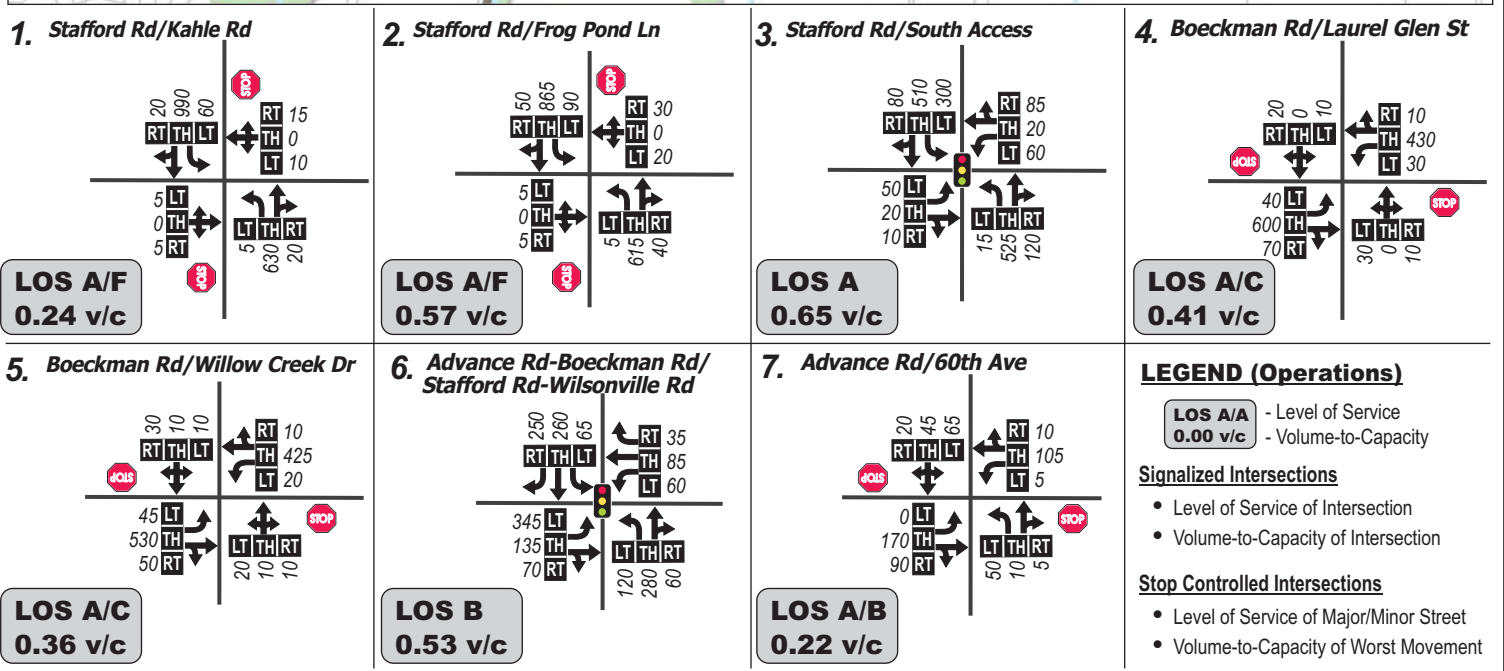 1. Stafford Rd/Kahle Rd
STOP
20 990 60
RT TH LT
RT 15
TH 0
LT 10
5 LT
0 TH
5 RT
LT TH RT
5 630 20
STOP
LOS A/F
0.24 v/c
2. Stafford Rd/Frog Pond Ln
STOP
50 865 90
RT TH LT
RT 30
TH 0
LT 20
5 LT
0 TH
5 RT
LT TH RT
5 615 40
STOP
LOS A/F
0.57 v/c
3. Stafford Rd/South Access
80 510 300
RT TH LT
RT 85
TH 20
LT 60
50 LT
20 TH
10 RT
LT TH RT
15 525 120
LOS A
0.65 v/c
4. Boeckman Rd/Laurel Glen St
20 0 10
RT TH LT
STOP
RT 10
TH 430
LT 30
40 LT
600 TH
70 RT
STOP
LT TH RT
30 0 10
LOS A/C
0.41 v/c
5. Boeckman Rd/Willow Creek Dr
30 10 10
RT TH LT
STOP
RT 10
TH 425
LT 20
45 LT
530 TH
50 RT
STOP
LT TH RT
20 10 10
LOS A/C
0.36 v/c
6. Advance Rd-Boeckman Rd/
Stafford Rd-Wilsonville Rd
250 260 65
RT TH LT
RT 35
TH 85
LT 60
345 LT
135 TH
70 RT
LT TH RT
120 280 60
LOS B
0.53 v/c
7. Advance Rd/60th Ave
20 45 65
RT TH LT
STOP
RT 10
TH 105
LT 5
0 LT
170 TH
90 RT
STOP
LT TH RT
50 10 5
LOS A/B
0.22 v/c
LEGEND (Operations)
LOS A/A - Level of Service
0.00 v/c - Volume-to-Capacity
Signalized Intersections
• Level of Service of Intersection
• Volume-to-Capacity of Intersection
Stop Controlled Intersections
• Level of Service of Major/Minor Street
• Volume-to-Capacity of Worst Movement